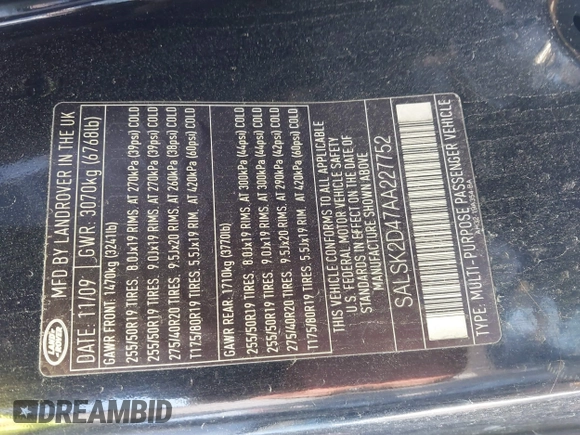 LAND ROVER
MFD BY LANDROVER IN THE UK
DATE: 11/09 GWR: 3070kg (6768lb)
GAWR FRONT: 1470kg (3241lb)
255/50R19 TIRES. 8.0Jx19 RIMS. AT 270kPa (39psi) COLD
255/50R19 TIRES. 9.0Jx19 RIMS. AT 270kPa (39psi) COLD
275/40R20 TIRES. 9.5Jx20 RIMS. AT 260kPa (38psi) COLD
T175/80R19 TIRES. 5.5Jx19 RIM. AT 420kPa (60psi) COLD
GAWR REAR: 1710kg (3770lb)
255/50R19 TIRES. 8.0Jx19 RIMS. AT 300kPa (44psi) COLD
255/50R19 TIRES. 9.0Jx19 RIMS. AT 300kPa (44psi) COLD
275/40R20 TIRES. 9.5Jx20 RIMS. AT 290kPa (42psi) COLD
T175/80R19 TIRES 5.5Jx19 RIM. AT 420kPa (60psi) COLD
THIS VEHICLE CONFORMS TO ALL APPLICABLE
U.S. FEDERAL MOTOR VEHICLE SAFETY
STANDARDS IN EFFECT ON THE DATE OF
MANUFACTURE SHOWN ABOVE
SALSK2D47AA227752
TYPE: MULTI-PURPOSE PASSENGER VEHICLE
DREAMBID